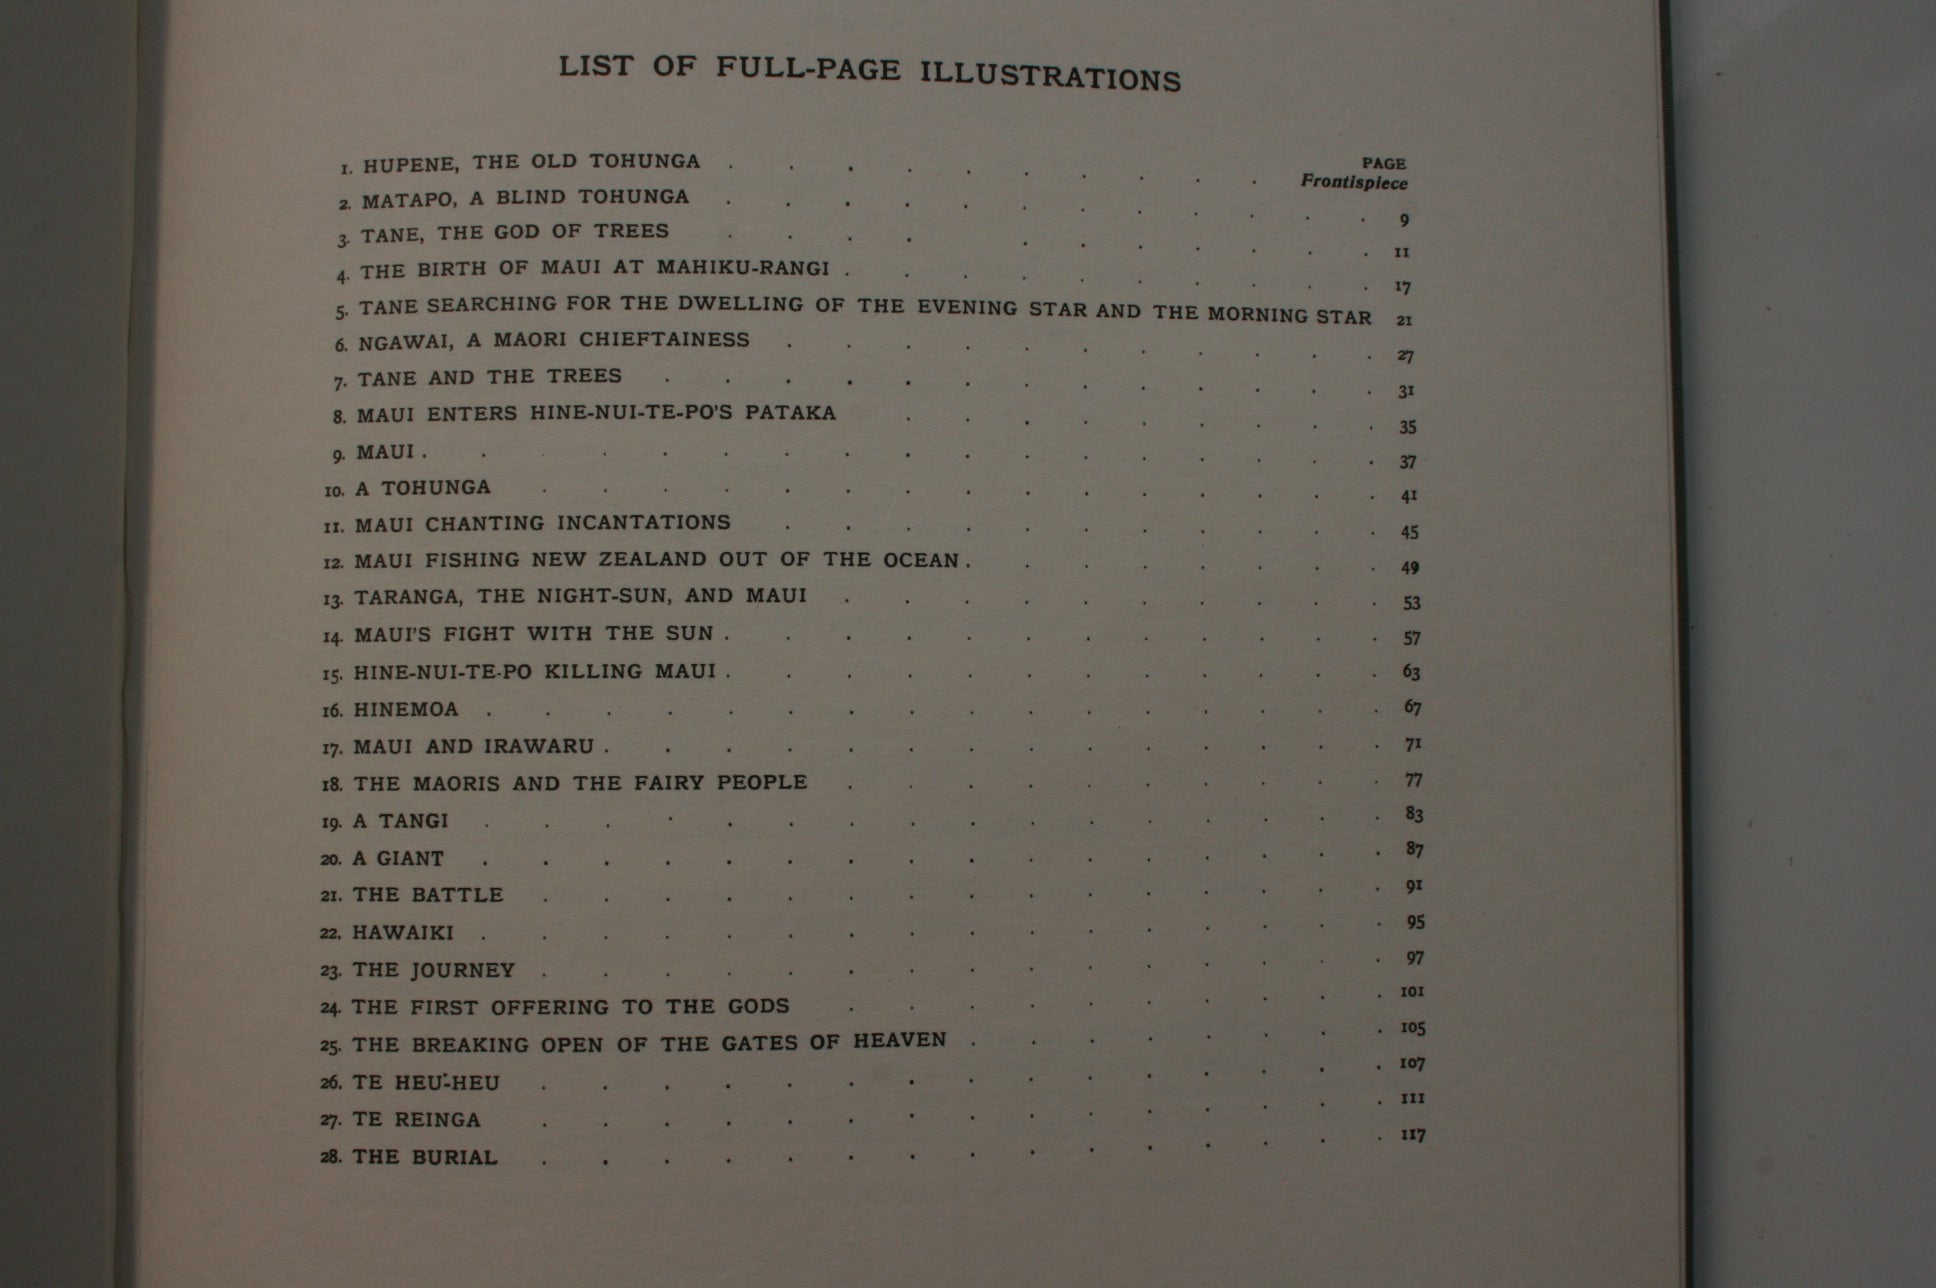 LIST OF FULL-PAGE ILLUSTRATIONS
PAGE
1. HUPENE, THE OLD TOHUNGA . . . . . . . . . . Frontispiece
2. MATAPO, A BLIND TOHUNGA . . . . . . . . . . . . 9
3. TANE, THE GOD OF TREES . . . . . . . . . . . 11
4. THE BIRTH OF MAUI AT MAHIKU-RANGI . . . . . . . . . . 17
5. TANE SEARCHING FOR THE DWELLING OF THE EVENING STAR AND THE MORNING STAR 21
6. NGAWAI, A MAORI CHIEFTAINESS . . . . . . . . . . . 27
7. TANE AND THE TREES . . . . . . . . . . . . . 31
8. MAUI ENTERS HINE-NUI-TE-PO'S PATAKA . . . . . . . . . 35
9. MAUI . . . . . . . . . . . . . . . . . 37
10. A TOHUNGA . . . . . . . . . . . . . . . 41
11. MAUI CHANTING INCANTATIONS . . . . . . . . . . . 45
12. MAUI FISHING NEW ZEALAND OUT OF THE OCEAN . . . . . . . . 49
13. TARANGA, THE NIGHT-SUN, AND MAUI . . . . . . . . . . 53
14. MAUI'S FIGHT WITH THE SUN . . . . . . . . . . . . 57
15. HINE-NUI-TE-PO KILLING MAUI . . . . . . . . . . . . 63
16. HINEMOA . . . . . . . . . . . . . . . . 67
17. MAUI AND IRAWARU . . . . . . . . . . . . . . 71
18. THE MAORIS AND THE FAIRY PEOPLE . . . . . . . . . . 77
19. A TANGI . . . . . . . . . . . . . . . . 83
20. A GIANT . . . . . . . . . . . . . . . . 87
21. THE BATTLE . . . . . . . . . . . . . . . 91
22. HAWAIKI . . . . . . . . . . . . . . . . 95
23. THE JOURNEY . . . . . . . . . . . . . . . 97
24. THE FIRST OFFERING TO THE GODS . . . . . . . . . . 101
25. THE BREAKING OPEN OF THE GATES OF HEAVEN . . . . . . . . 105
26. TE HEU'-HEU . . . . . . . . . . . . . . . 107
27. TE REINGA . . . . . . . . . . . . . . . 111
28. THE BURIAL . . . . . . . . . . . . . . . 117